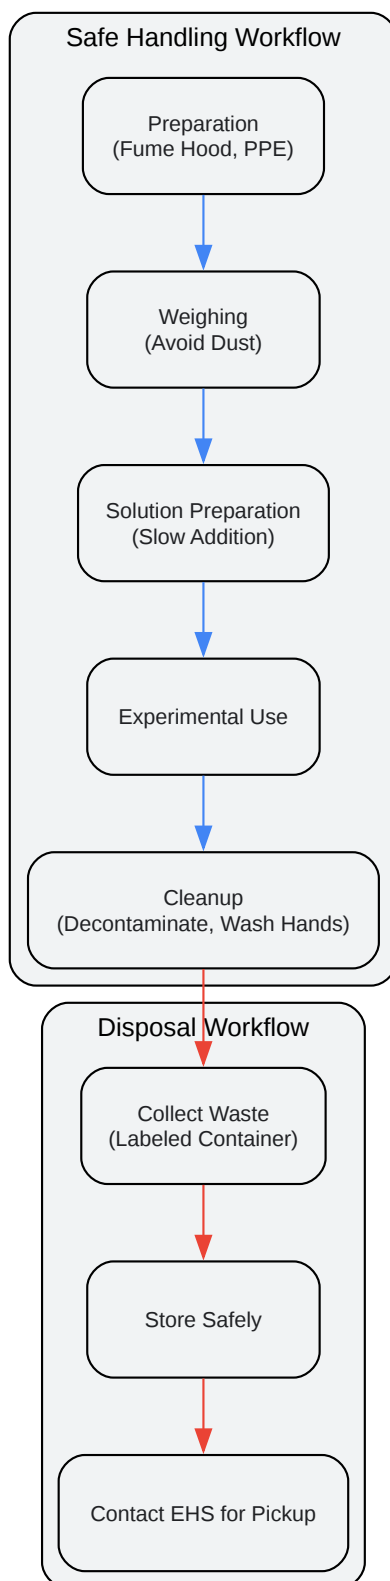 Safe Handling Workflow
Preparation
(Fume Hood, PPE)
Weighing
(Avoid Dust)
Solution Preparation
(Slow Addition)
Experimental Use
Cleanup
(Decontaminate, Wash Hands)
Disposal Workflow
Collect Waste
(Labeled Container)
Store Safely
Contact EHS for Pickup